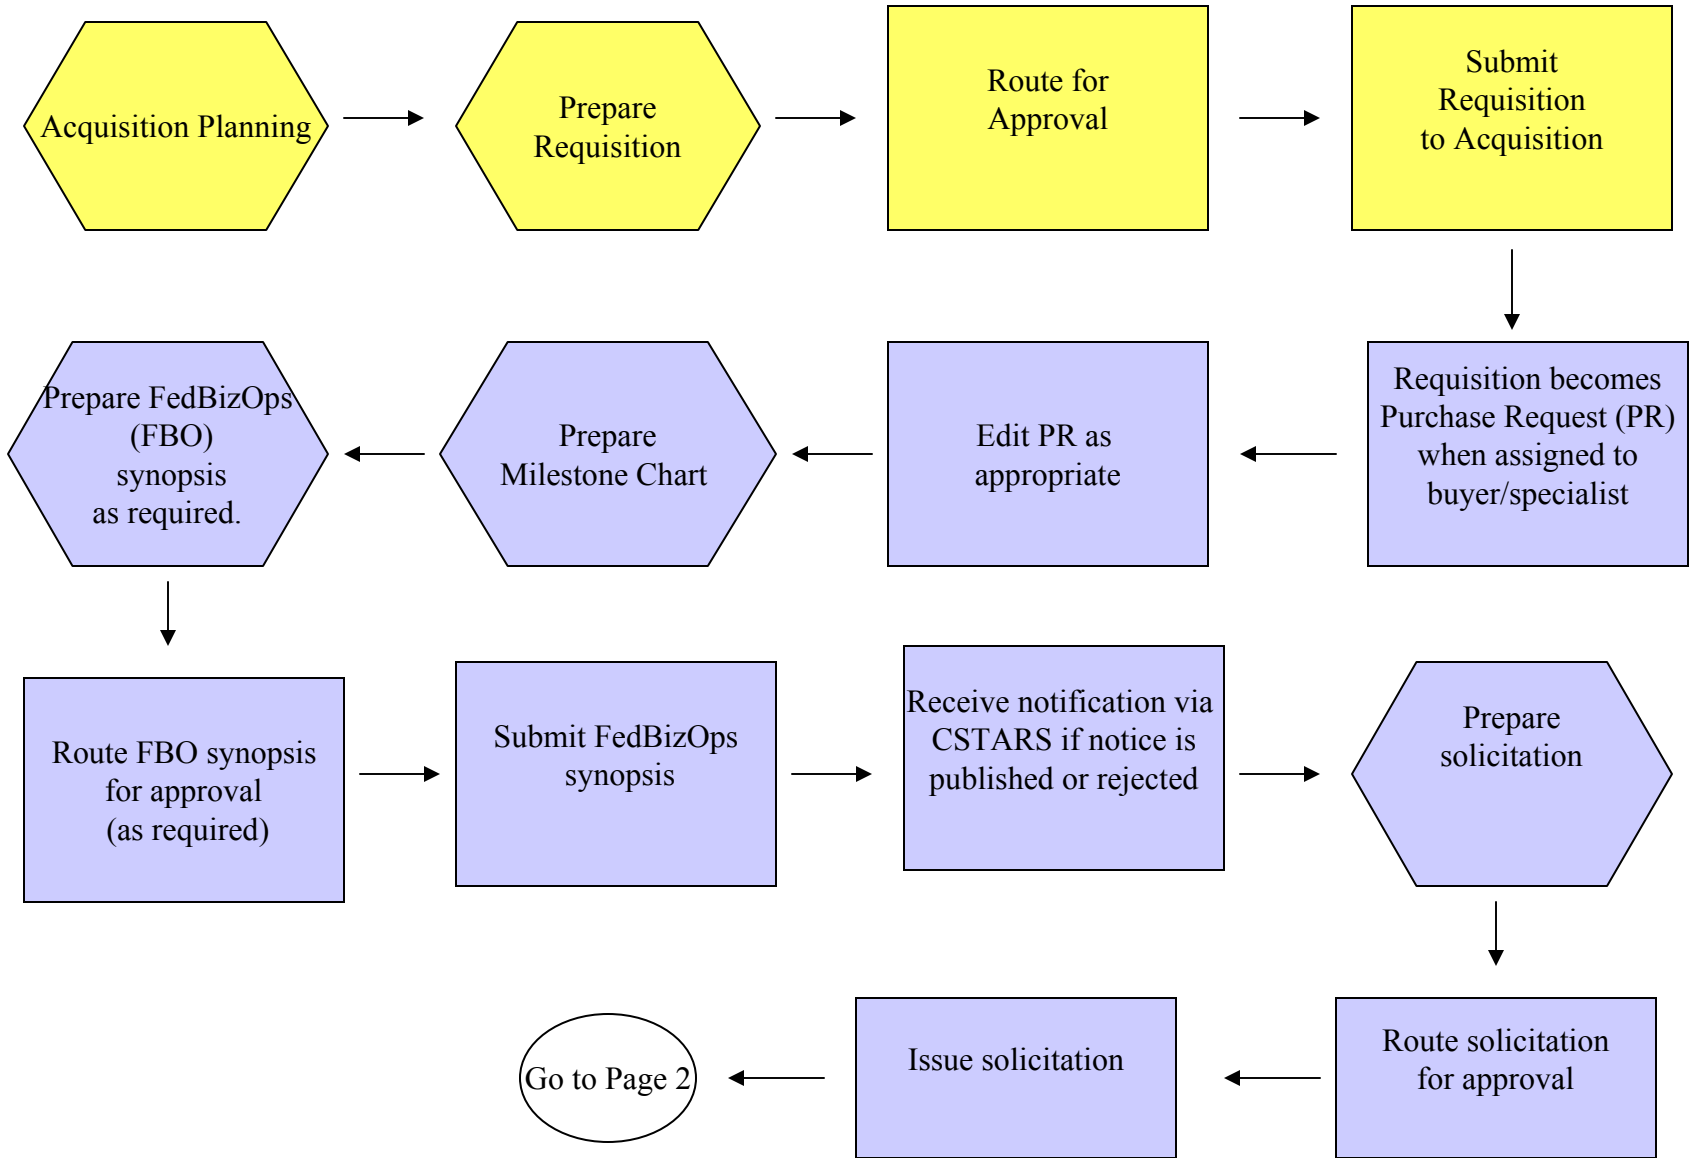 Acquisition Planning
Prepare
Requisition
Route for
Approval
Submit
Requisition
to Acquisition
Requisition becomes
Purchase Request (PR)
when assigned to
buyer/specialist
Edit PR as
appropriate
Prepare
Milestone Chart
Prepare FedBizOps
(FBO)
synopsis
as required.
Route FBO synopsis
for approval
(as required)
Submit FedBizOps
synopsis
Receive notification via
CSTARS if notice is
published or rejected
Prepare
solicitation
Route solicitation
for approval
Issue solicitation
Go to Page 2